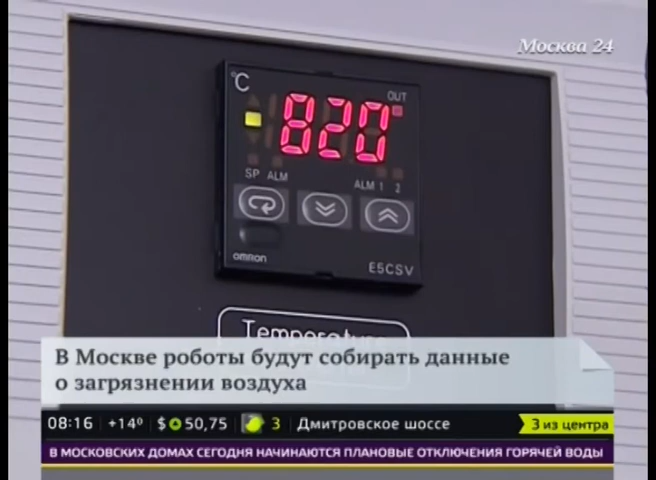 Москва 24
°C
OUT
820
SP ALM
ALM 1 2
omron
E5CSV
Temperature
В Москве роботы будут собирать данные
о загрязнении воздуха
08:16 +14° $ 50,75 3 Дмитровское шоссе 3 из центра
В МОСКОВСКИХ ДОМАХ СЕГОДНЯ НАЧИНАЮТСЯ ПЛАНОВЫЕ ОТКЛЮЧЕНИЯ ГОРЯЧЕЙ ВОДЫ